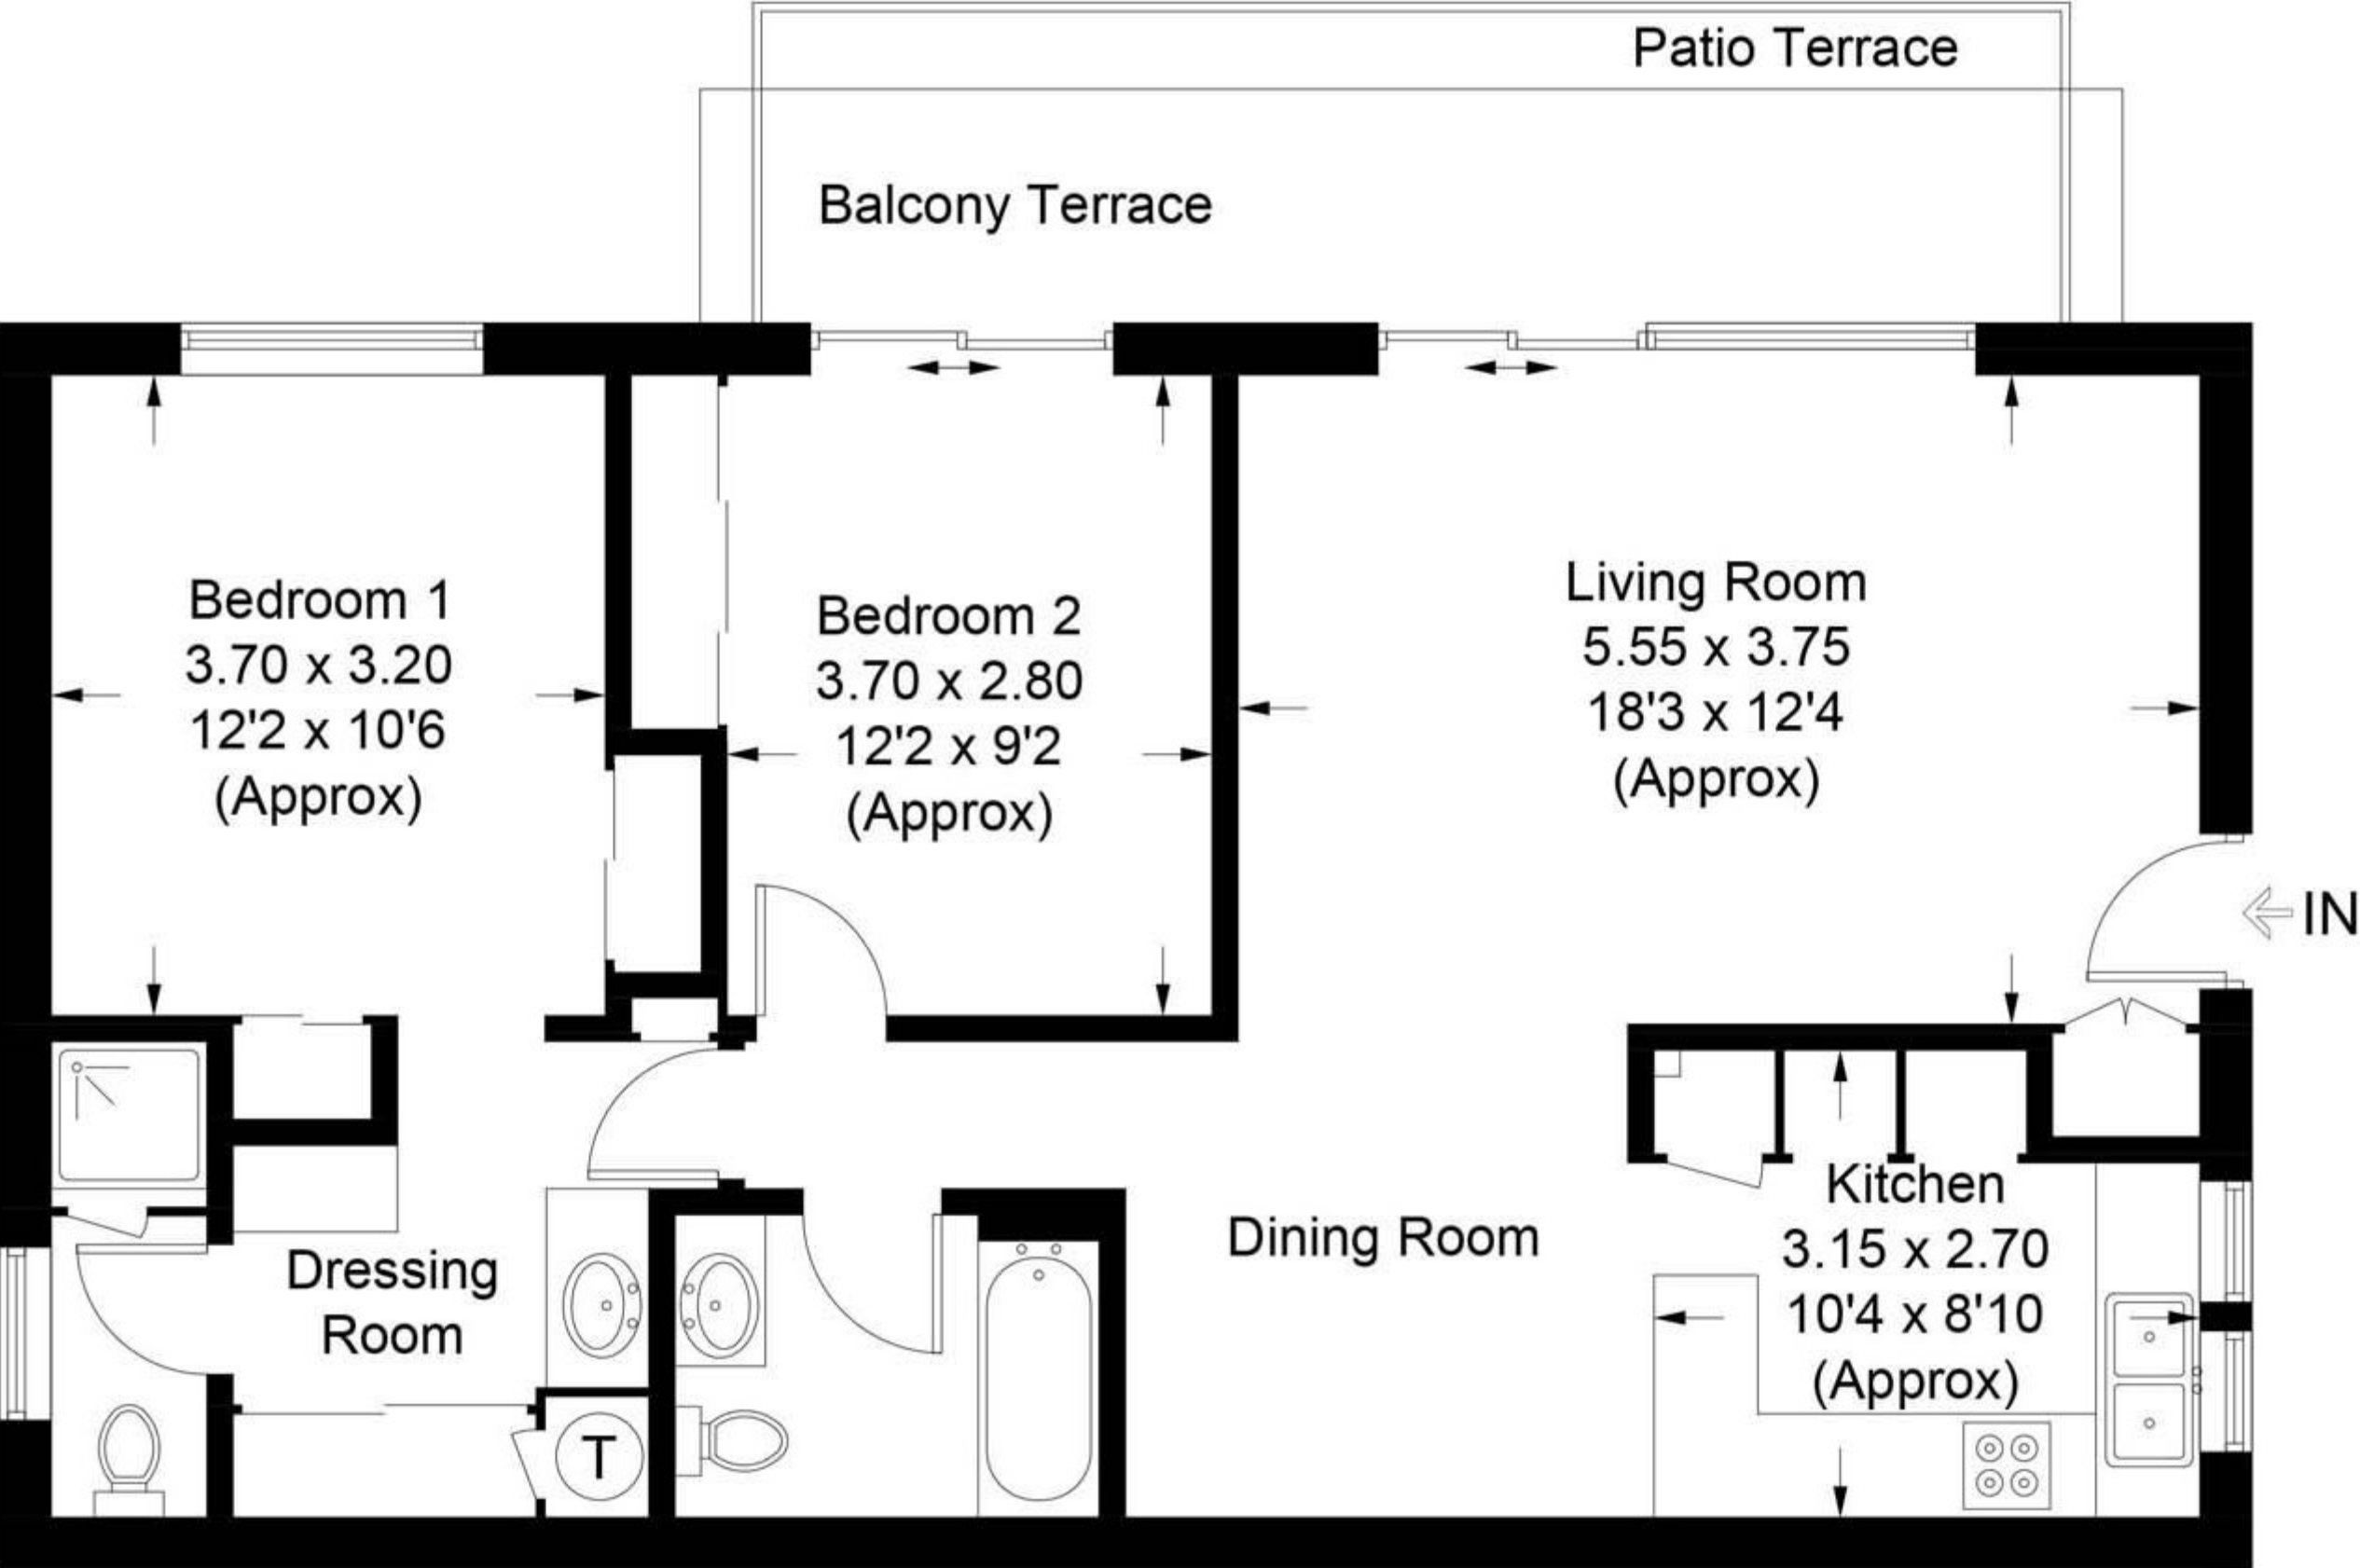 Patio Terrace
Balcony Terrace
Bedroom 1
3.70 x 3.20
12'2 x 10'6
(Approx)
Bedroom 2
3.70 x 2.80
12'2 x 9'2
(Approx)
Living Room
5.55 x 3.75
18'3 x 12'4
(Approx)
IN
Dressing
Room
T
Dining Room
Kitchen
3.15 x 2.70
10'4 x 8'10
(Approx)